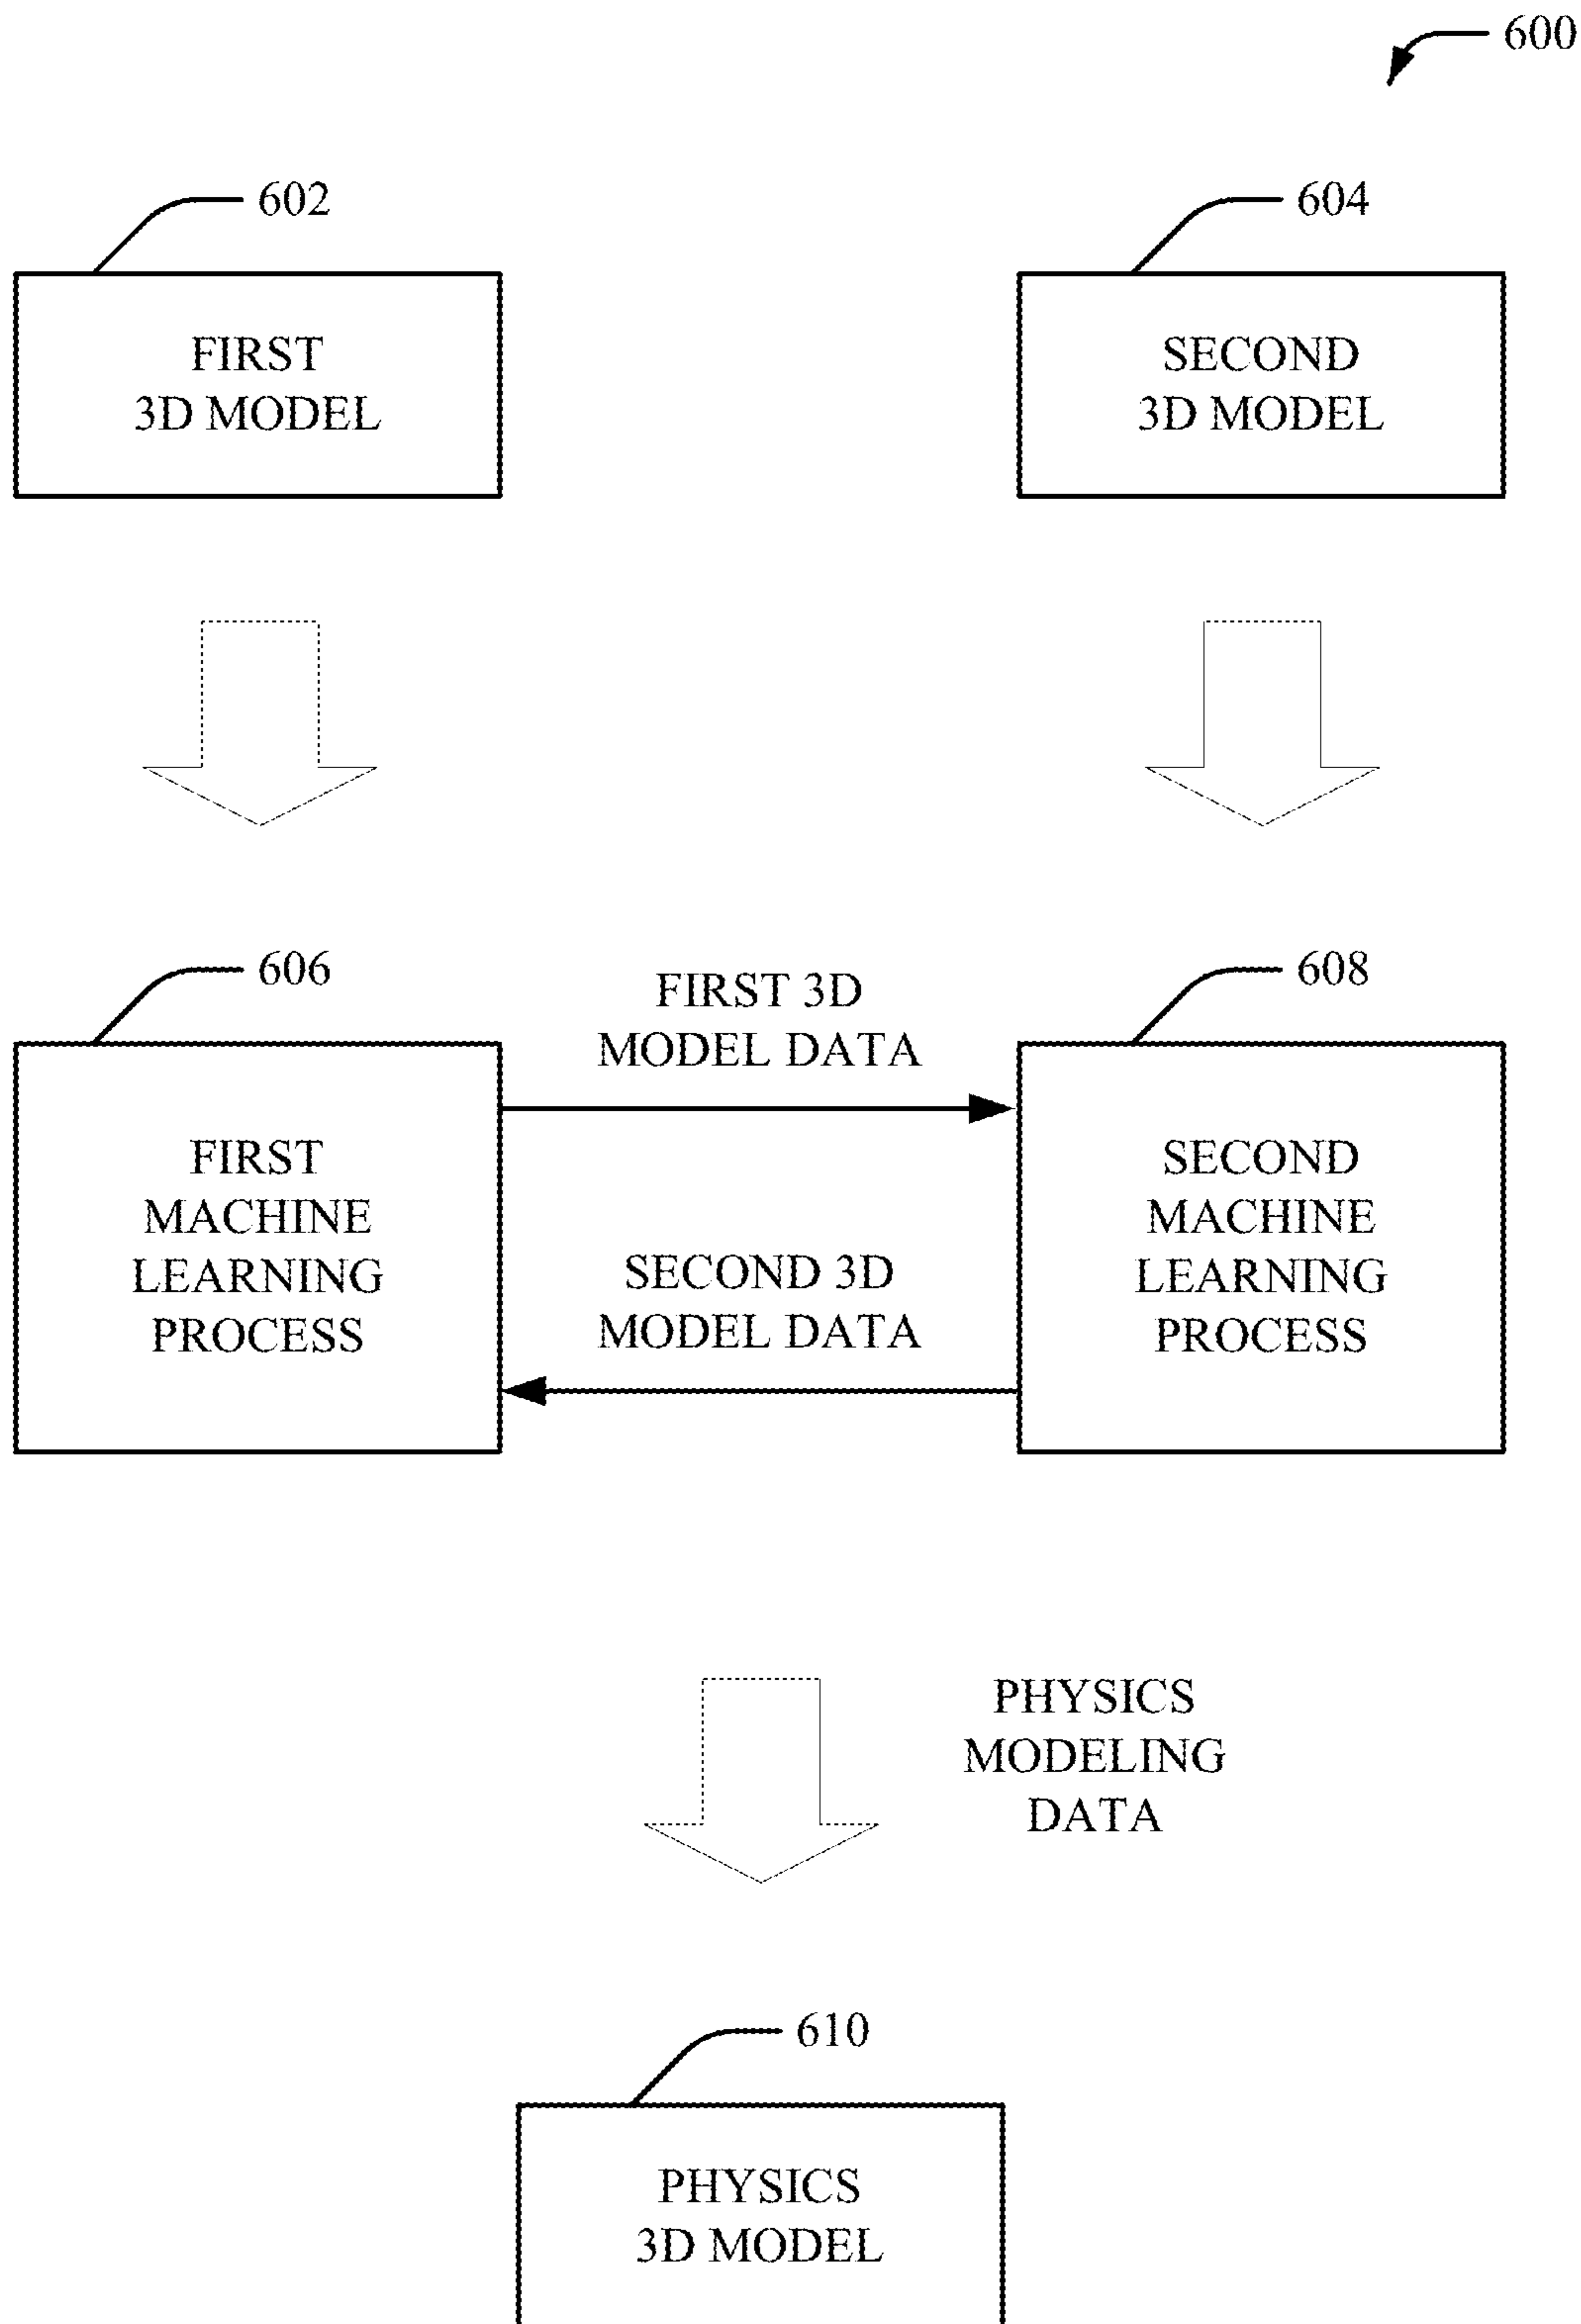 600
602
604
FIRST
3D MODEL
SECOND
3D MODEL
606
608
FIRST 3D
MODEL DATA
FIRST
MACHINE
LEARNING
PROCESS
SECOND 3D
MODEL DATA
SECOND
MACHINE
LEARNING
PROCESS
PHYSICS
MODELING
DATA
610
PHYSICS
3D MODEL